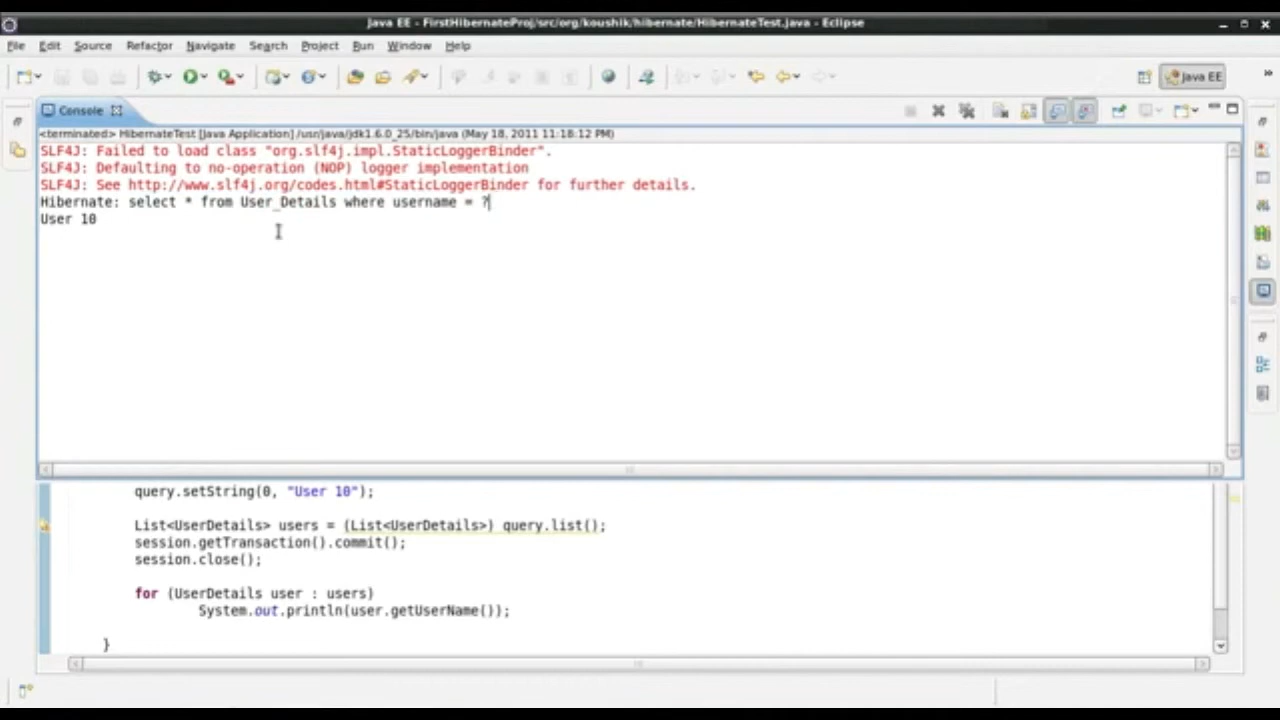 Java EE - FirstHibernateProj/src/org/koushik/hibernate/HibernateTest.java - Eclipse
File Edit Source Refactor Navigate Search Project Run Window Help
Java EE
Console
<terminated> HibernateTest [Java Application] /usr/java/jdk1.6.0_25/bin/java (May 18, 2011 11:18:12 PM)
SLF4J: Failed to load class "org.slf4j.impl.StaticLoggerBinder".
SLF4J: Defaulting to no-operation (NOP) logger implementation
SLF4J: See http://www.slf4j.org/codes.html#StaticLoggerBinder for further details.
Hibernate: select * from User_Details where username = ?
User 10
query.setString(0, "User 10");
List<UserDetails> users = (List<UserDetails>) query.list();
session.getTransaction().commit();
session.close();
for (UserDetails user : users)
System.out.println(user.getUserName());
}